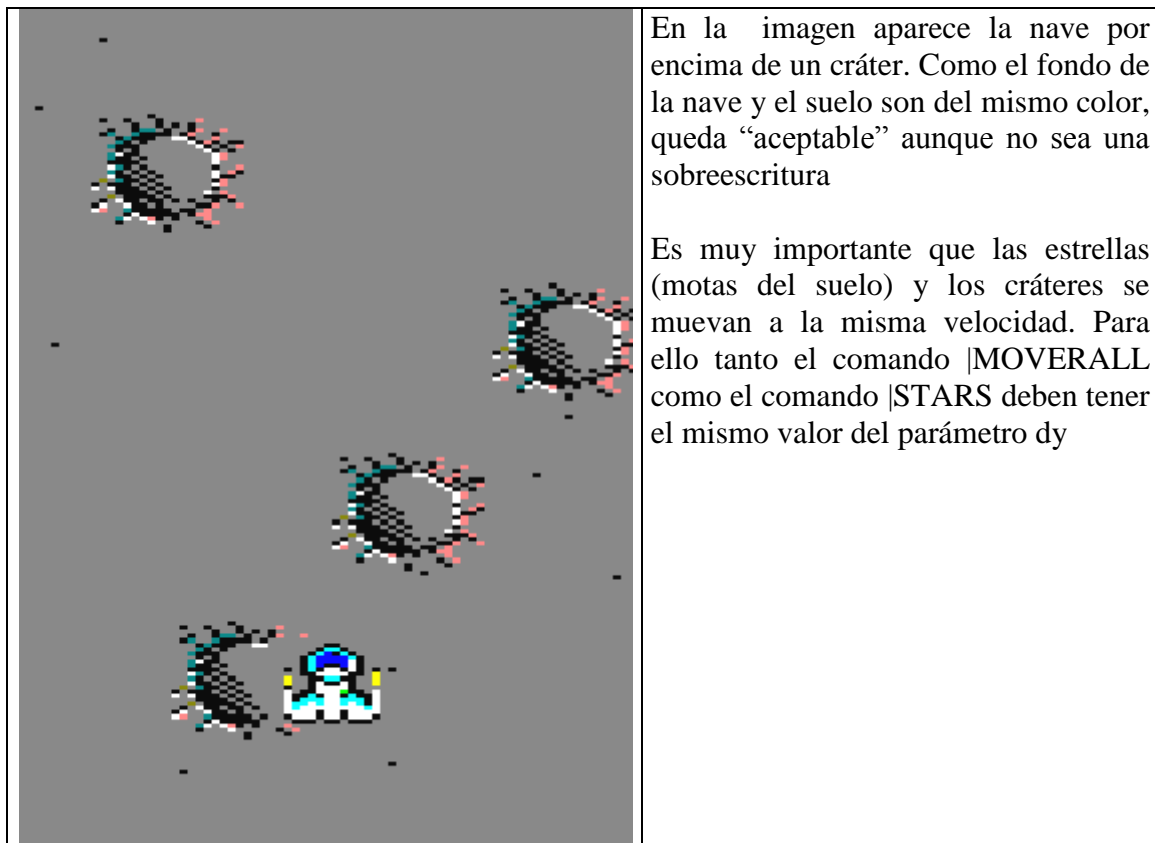 En la imagen aparece la nave por
encima de un cráter. Como el fondo de
la nave y el suelo son del mismo color,
queda “aceptable” aunque no sea una
sobreescritura
Es muy importante que las estrellas
(motas del suelo) y los cráteres se
muevan a la misma velocidad. Para
ello tanto el comando |MOVERALL
como el comando |STARS deben tener
el mismo valor del parámetro dy